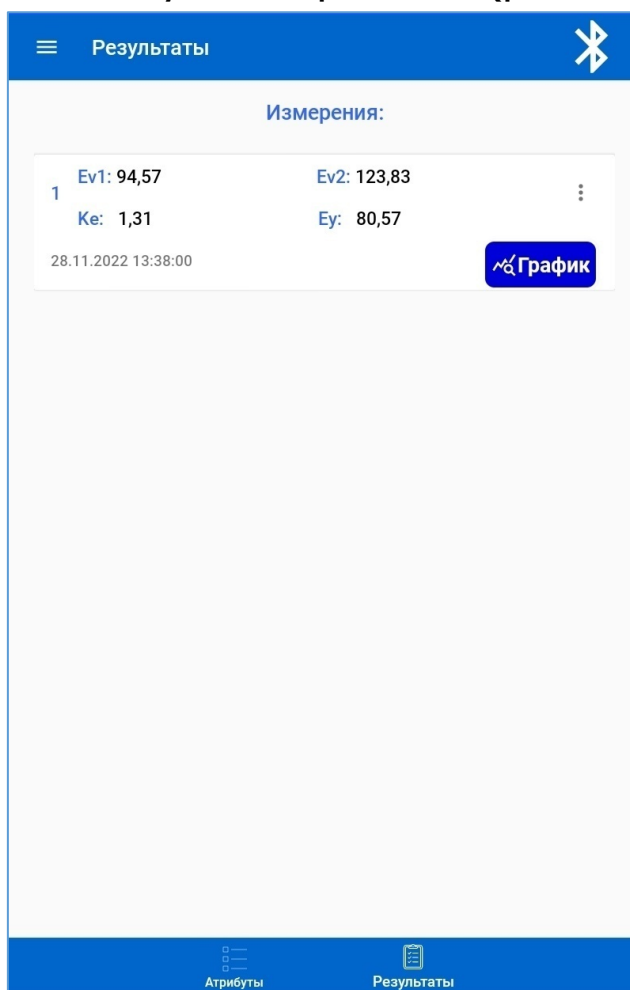 Результаты
Измерения:
1
Ev1: 94,57 Ev2: 123,83
Ke: 1,31 Ey: 80,57
28.11.2022 13:38:00
График
Атрибуты Результаты